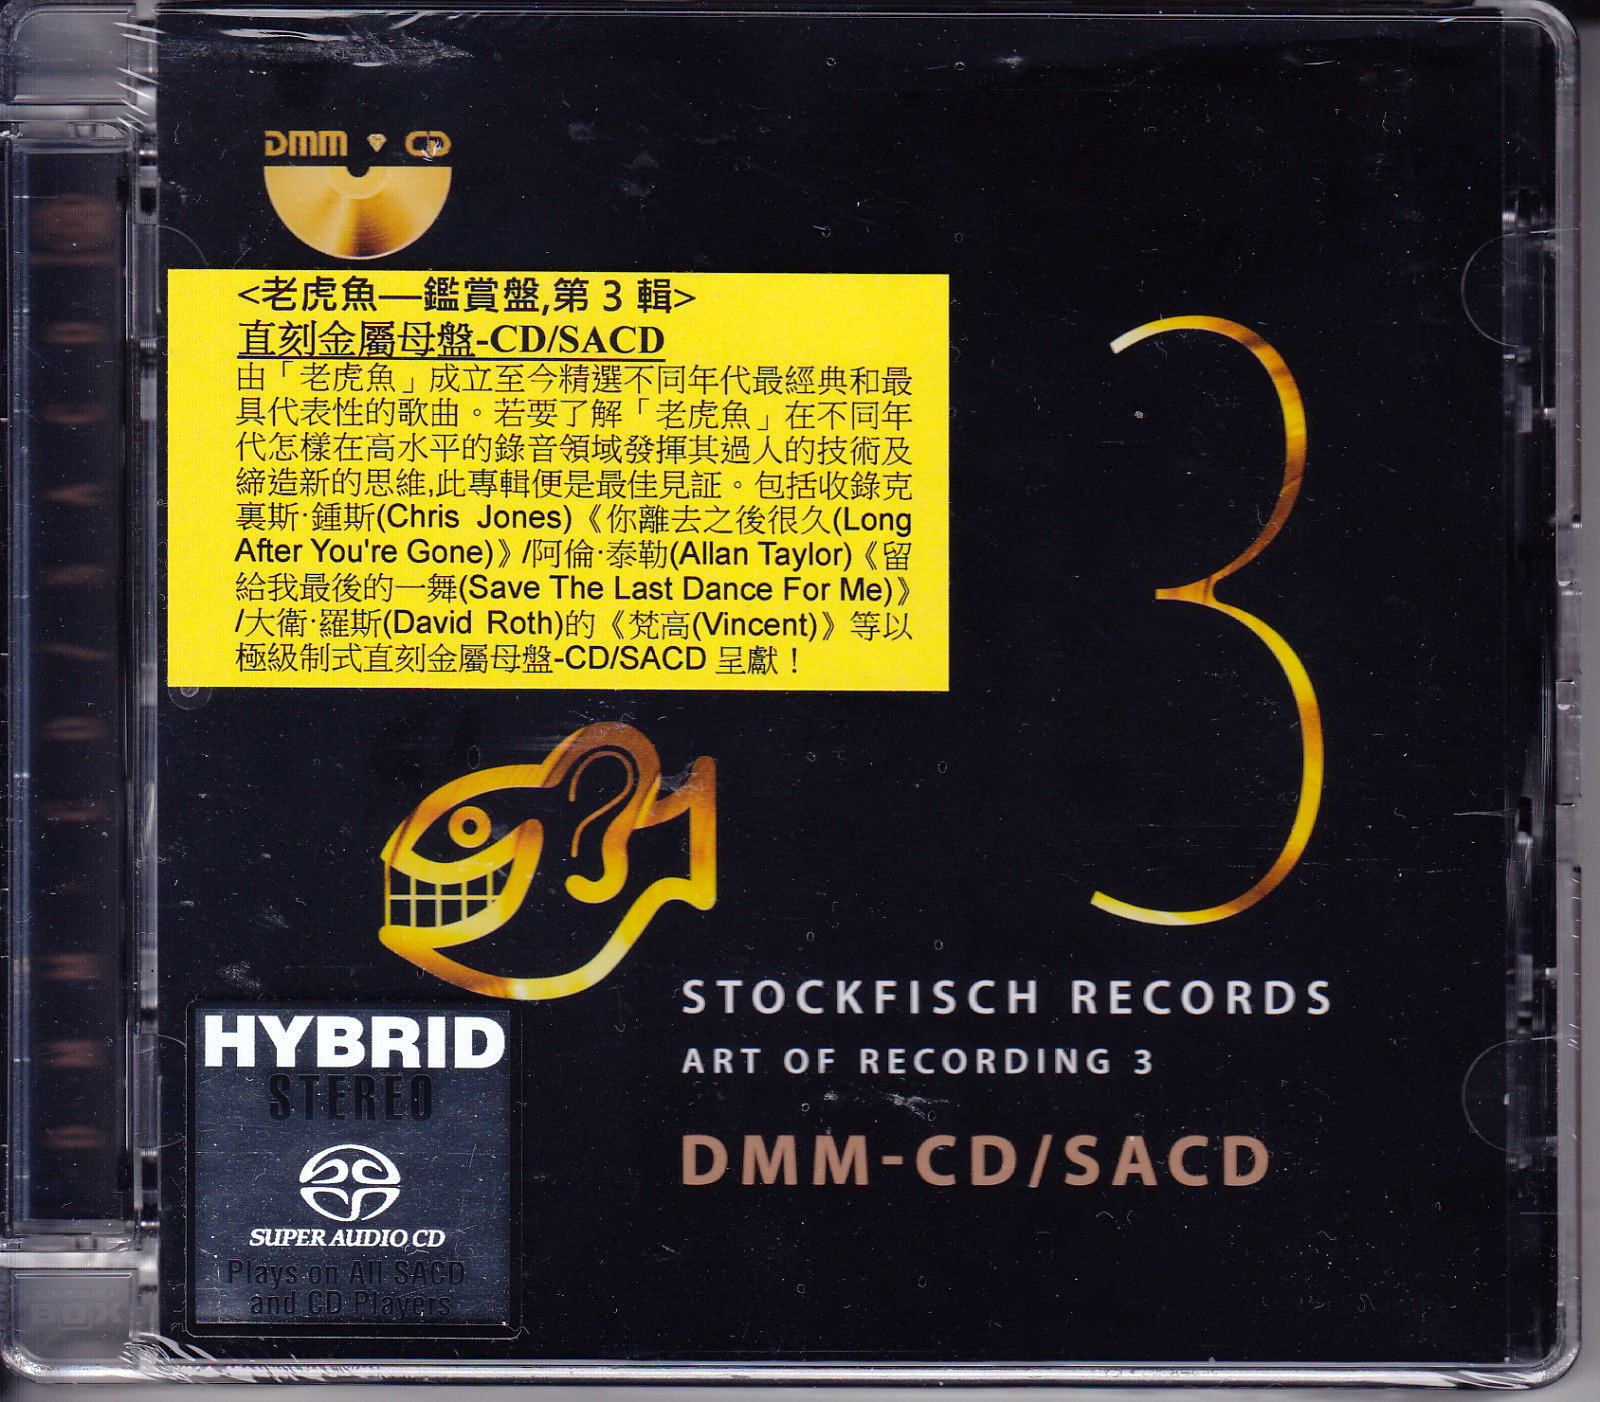 DMM CD
<老虎魚—鑑賞盤,第 3 輯>
直刻金屬母盤-CD/SACD
由「老虎魚」成立至今精選不同年代最經典和最
具代表性的歌曲。若要了解「老虎魚」在不同年
代怎樣在高水平的錄音領域發揮其過人的技術及
締造新的思維,此專輯便是最佳見証。包括收錄克
裏斯·鍾斯(Chris Jones)《你離去之後很久(Long
After You're Gone)》/阿倫·泰勒(Allan Taylor)《留
給我最後的一舞(Save The Last Dance For Me)》
/大衛·羅斯(David Roth)的《梵高(Vincent)》等以
極級制式直刻金屬母盤-CD/SACD 呈獻！
3
STOCKFISCH RECORDS
ART OF RECORDING 3
DMM-CD/SACD
HYBRID
STEREO
SUPER AUDIO CD
Plays on All SACD
and CD Players
BOX